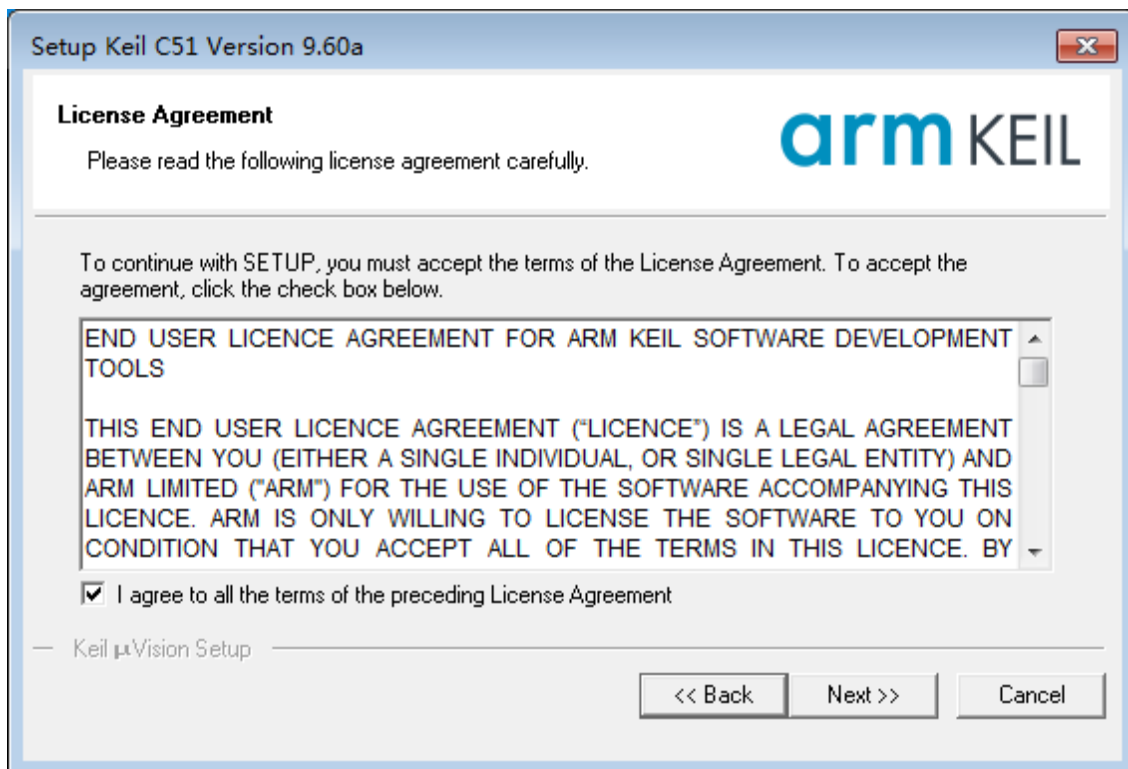 Setup Keil C51 Version 9.60a
License Agreement
Please read the following license agreement carefully.
arm KEIL
To continue with SETUP, you must accept the terms of the License Agreement. To accept the
agreement, click the check box below.
END USER LICENCE AGREEMENT FOR ARM KEIL SOFTWARE DEVELOPMENT
TOOLS
THIS END USER LICENCE AGREEMENT (“LICENCE”) IS A LEGAL AGREEMENT
BETWEEN YOU (EITHER A SINGLE INDIVIDUAL, OR SINGLE LEGAL ENTITY) AND
ARM LIMITED ("ARM") FOR THE USE OF THE SOFTWARE ACCOMPANYING THIS
LICENCE. ARM IS ONLY WILLING TO LICENSE THE SOFTWARE TO YOU ON
CONDITION THAT YOU ACCEPT ALL OF THE TERMS IN THIS LICENCE. BY
I agree to all the terms of the preceding License Agreement
Keil µVision Setup
<< Back Next >> Cancel